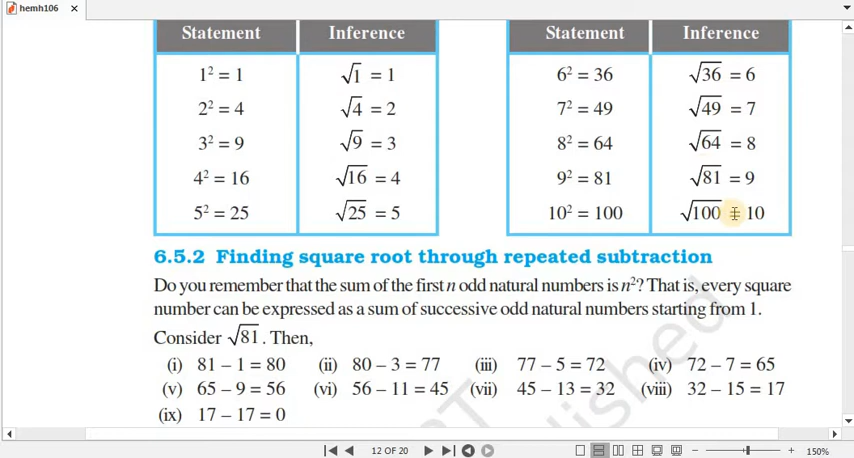 hemh106
Statement Inference Statement Inference
1² = 1 √1 = 1 6² = 36 √36 = 6
2² = 4 √4 = 2 7² = 49 √49 = 7
3² = 9 √9 = 3 8² = 64 √64 = 8
4² = 16 √16 = 4 9² = 81 √81 = 9
5² = 25 √25 = 5 10² = 100 √100 = 10
6.5.2 Finding square root through repeated subtraction
Do you remember that the sum of the first n odd natural numbers is n²? That is, every square
number can be expressed as a sum of successive odd natural numbers starting from 1.
Consider √81. Then,
(i) 81 – 1 = 80 (ii) 80 – 3 = 77 (iii) 77 – 5 = 72 (iv) 72 – 7 = 65
(v) 65 – 9 = 56 (vi) 56 – 11 = 45 (vii) 45 – 13 = 32 (viii) 32 – 15 = 17
(ix) 17 – 17 = 0
12 OF 20 150%